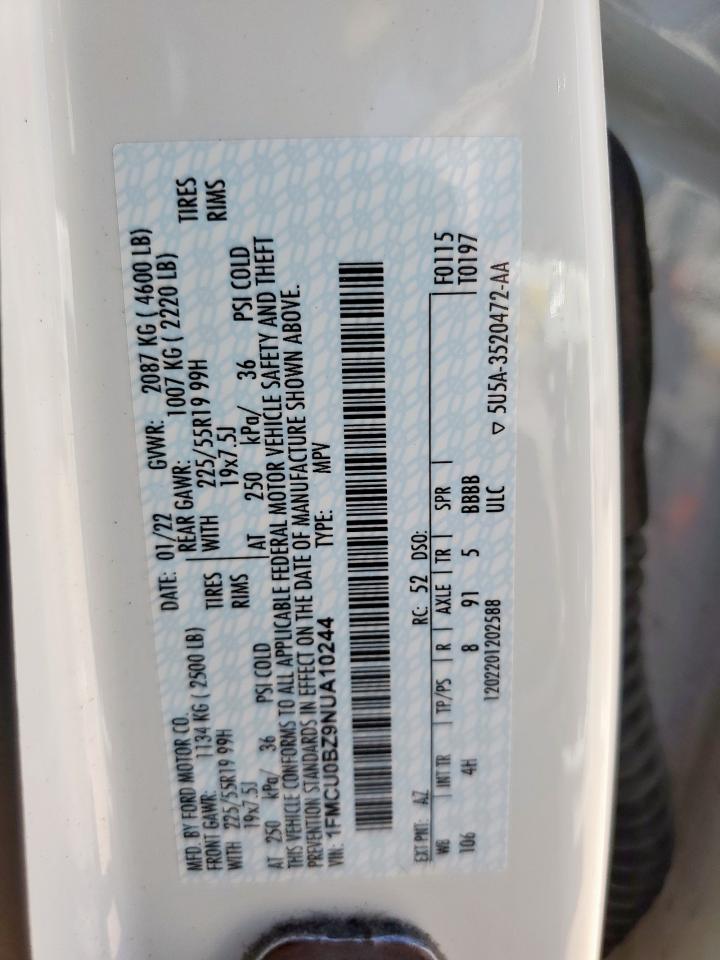 MFD. BY FORD MOTOR CO. DATE: 01/22 GVWR: 2087 KG ( 4600 LB)
FRONT GAWR: 1134 KG ( 2500 LB) REAR GAWR: 1007 KG ( 2220 LB)
WITH 225/55R19 99H TIRES WITH 225/55R19 99H TIRES
19x7.5J RIMS 19x7.5J RIMS
AT 250 kPa/ 36 PSI COLD AT 250 kPa/ 36 PSI COLD
THIS VEHICLE CONFORMS TO ALL APPLICABLE FEDERAL MOTOR VEHICLE SAFETY AND THEFT
PREVENTION STANDARDS IN EFFECT ON THE DATE OF MANUFACTURE SHOWN ABOVE.
VIN: 1FMCU0BZ9NUA10244 TYPE: MPV
EXT PNT: AZ RC: 52 DSO: F0115
WB INT TR TP/PS R AXLE TR SPR T0197
106 4H 8 91 5 BBBB
1202201202588 ULC ▽ 5U5A-3520472-AA